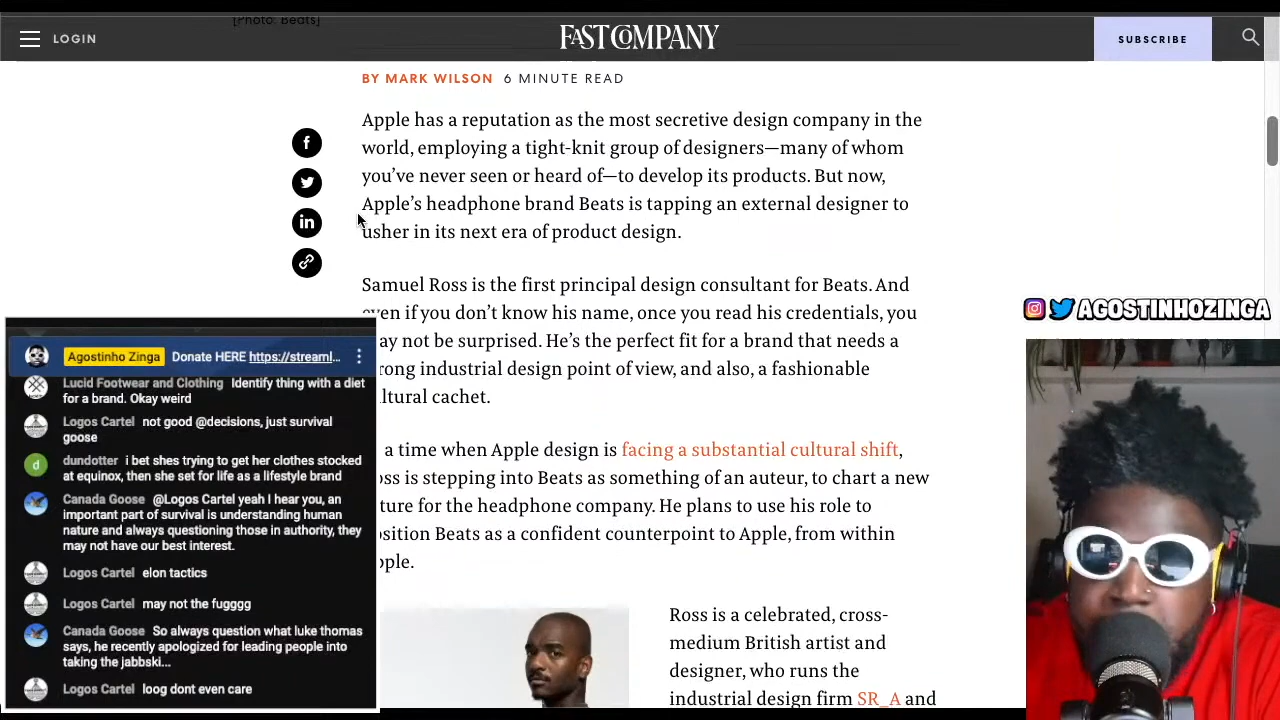 [Photo: Beats]
LOGIN
FAST COMPANY
SUBSCRIBE
BY MARK WILSON 6 MINUTE READ
Apple has a reputation as the most secretive design company in the
world, employing a tight-knit group of designers—many of whom
you’ve never seen or heard of—to develop its products. But now,
Apple’s headphone brand Beats is tapping an external designer to
usher in its next era of product design.
Samuel Ross is the first principal design consultant for Beats. And
even if you don’t know his name, once you read his credentials, you
may not be surprised. He’s the perfect fit for a brand that needs a
strong industrial design point of view, and also, a fashionable
cultural cachet.
a time when Apple design is facing a substantial cultural shift,
oss is stepping into Beats as something of an auteur, to chart a new
ture for the headphone company. He plans to use his role to
osition Beats as a confident counterpoint to Apple, from within
pple.
Ross is a celebrated, cross-
medium British artist and
designer, who runs the
industrial design firm SR_A and
Agostinho Zinga Donate HERE https://streaml...
Lucid Footwear and Clothing Identify thing with a diet
for a brand. Okay weird
Logos Cartel not good @decisions, just survival
goose
d
dundotter i bet shes trying to get her clothes stocked
at equinox, then she set for life as a lifestyle brand
Canada Goose @Logos Cartel yeah I hear you, an
important part of survival is understanding human
nature and always questioning those in authority, they
may not have our best interest.
Logos Cartel elon tactics
Logos Cartel may not the fugggg
Canada Goose So always question what luke thomas
says, he recently apologized for leading people into
taking the jabbski...
Logos Cartel loog dont even care
AGOSTINHOZINGA